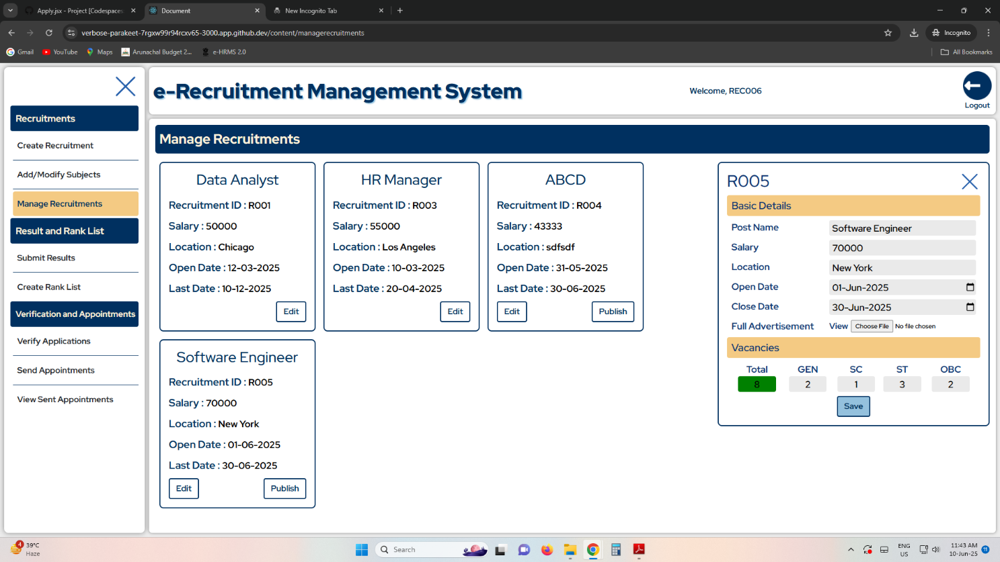 Apply.jsx - Project [Codespaces
Document
New Incognito Tab
verbose-parakeet-7rgxw99r94rcxv65-3000.app.github.dev/content/managerecruitments
Incognito
Gmail
YouTube
Maps
Arunachal Budget 2...
e-HRMS 2.0
All Bookmarks
e-Recruitment Management System
Welcome, REC006
Logout
Recruitments
Create Recruitment
Add/Modify Subjects
Manage Recruitments
Result and Rank List
Submit Results
Create Rank List
Verification and Appointments
Verify Applications
Send Appointments
View Sent Appointments
Manage Recruitments
Data Analyst
Recruitment ID : R001
Salary : 50000
Location : Chicago
Open Date : 12-03-2025
Last Date : 10-12-2025
Edit
HR Manager
Recruitment ID : R003
Salary : 55000
Location : Los Angeles
Open Date : 10-03-2025
Last Date : 20-04-2025
Edit
ABCD
Recruitment ID : R004
Salary : 43333
Location : sdfsdf
Open Date : 31-05-2025
Last Date : 30-06-2025
Edit Publish
Software Engineer
Recruitment ID : R005
Salary : 70000
Location : New York
Open Date : 01-06-2025
Last Date : 30-06-2025
Edit Publish
R005
Basic Details
Post Name Software Engineer
Salary 70000
Location New York
Open Date 01-Jun-2025
Close Date 30-Jun-2025
Full Advertisement View Choose File No file chosen
Vacancies
Total GEN SC ST OBC
8 2 1 3 2
Save
4
39°C
Haze
Search
ENG
US
11:43 AM
10-Jun-25
11